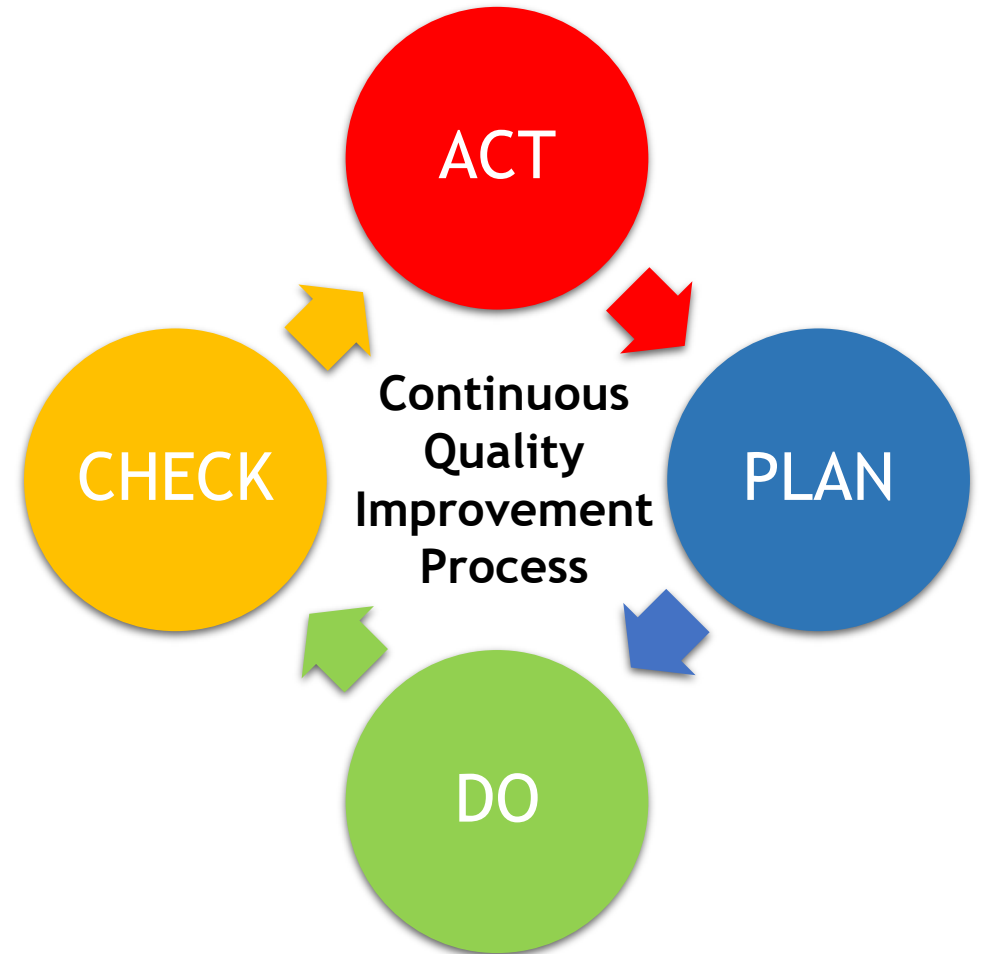 ACT
CHECK
Continuous
Quality
Improvement
Process
PLAN
DO